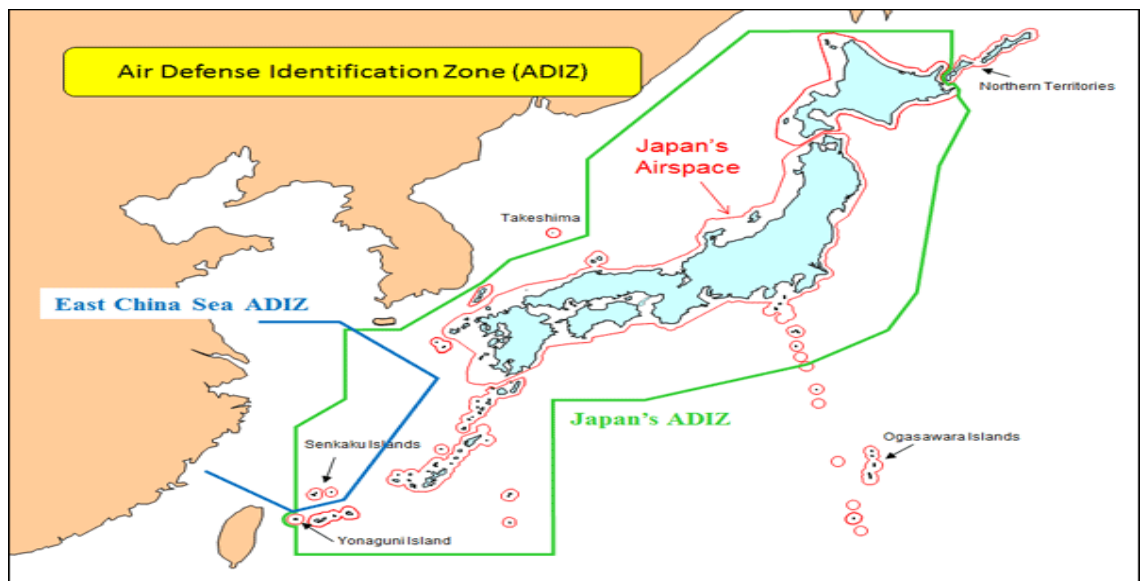 Air Defense Identification Zone (ADIZ)
Northern Territories
Japan's
Airspace
Takeshima
East China Sea ADIZ
Japan's ADIZ
Senkaku Islands
Ogasawara Islands
Yonaguni Island